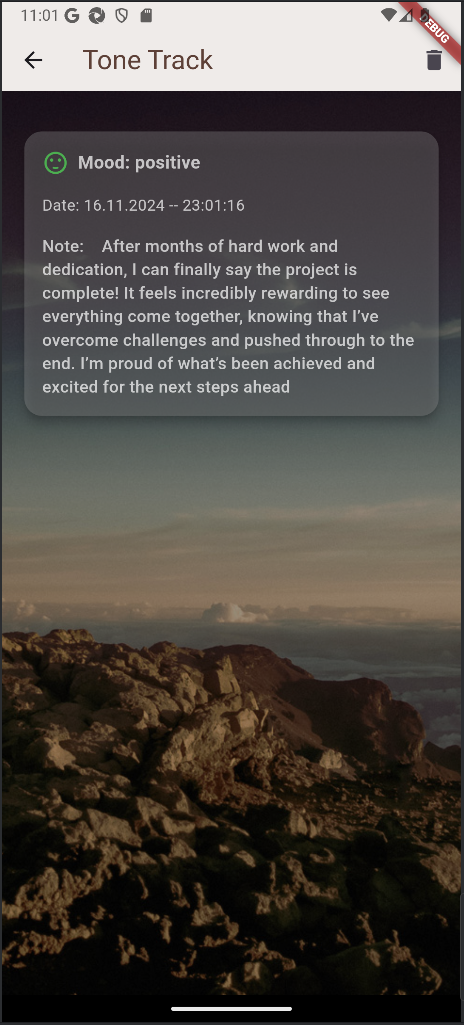 11:01
DEBUG
Tone Track
Mood: positive
Date: 16.11.2024 -- 23:01:16
Note: After months of hard work and
dedication, I can finally say the project is
complete! It feels incredibly rewarding to see
everything come together, knowing that I’ve
overcome challenges and pushed through to the
end. I’m proud of what’s been achieved and
excited for the next steps ahead